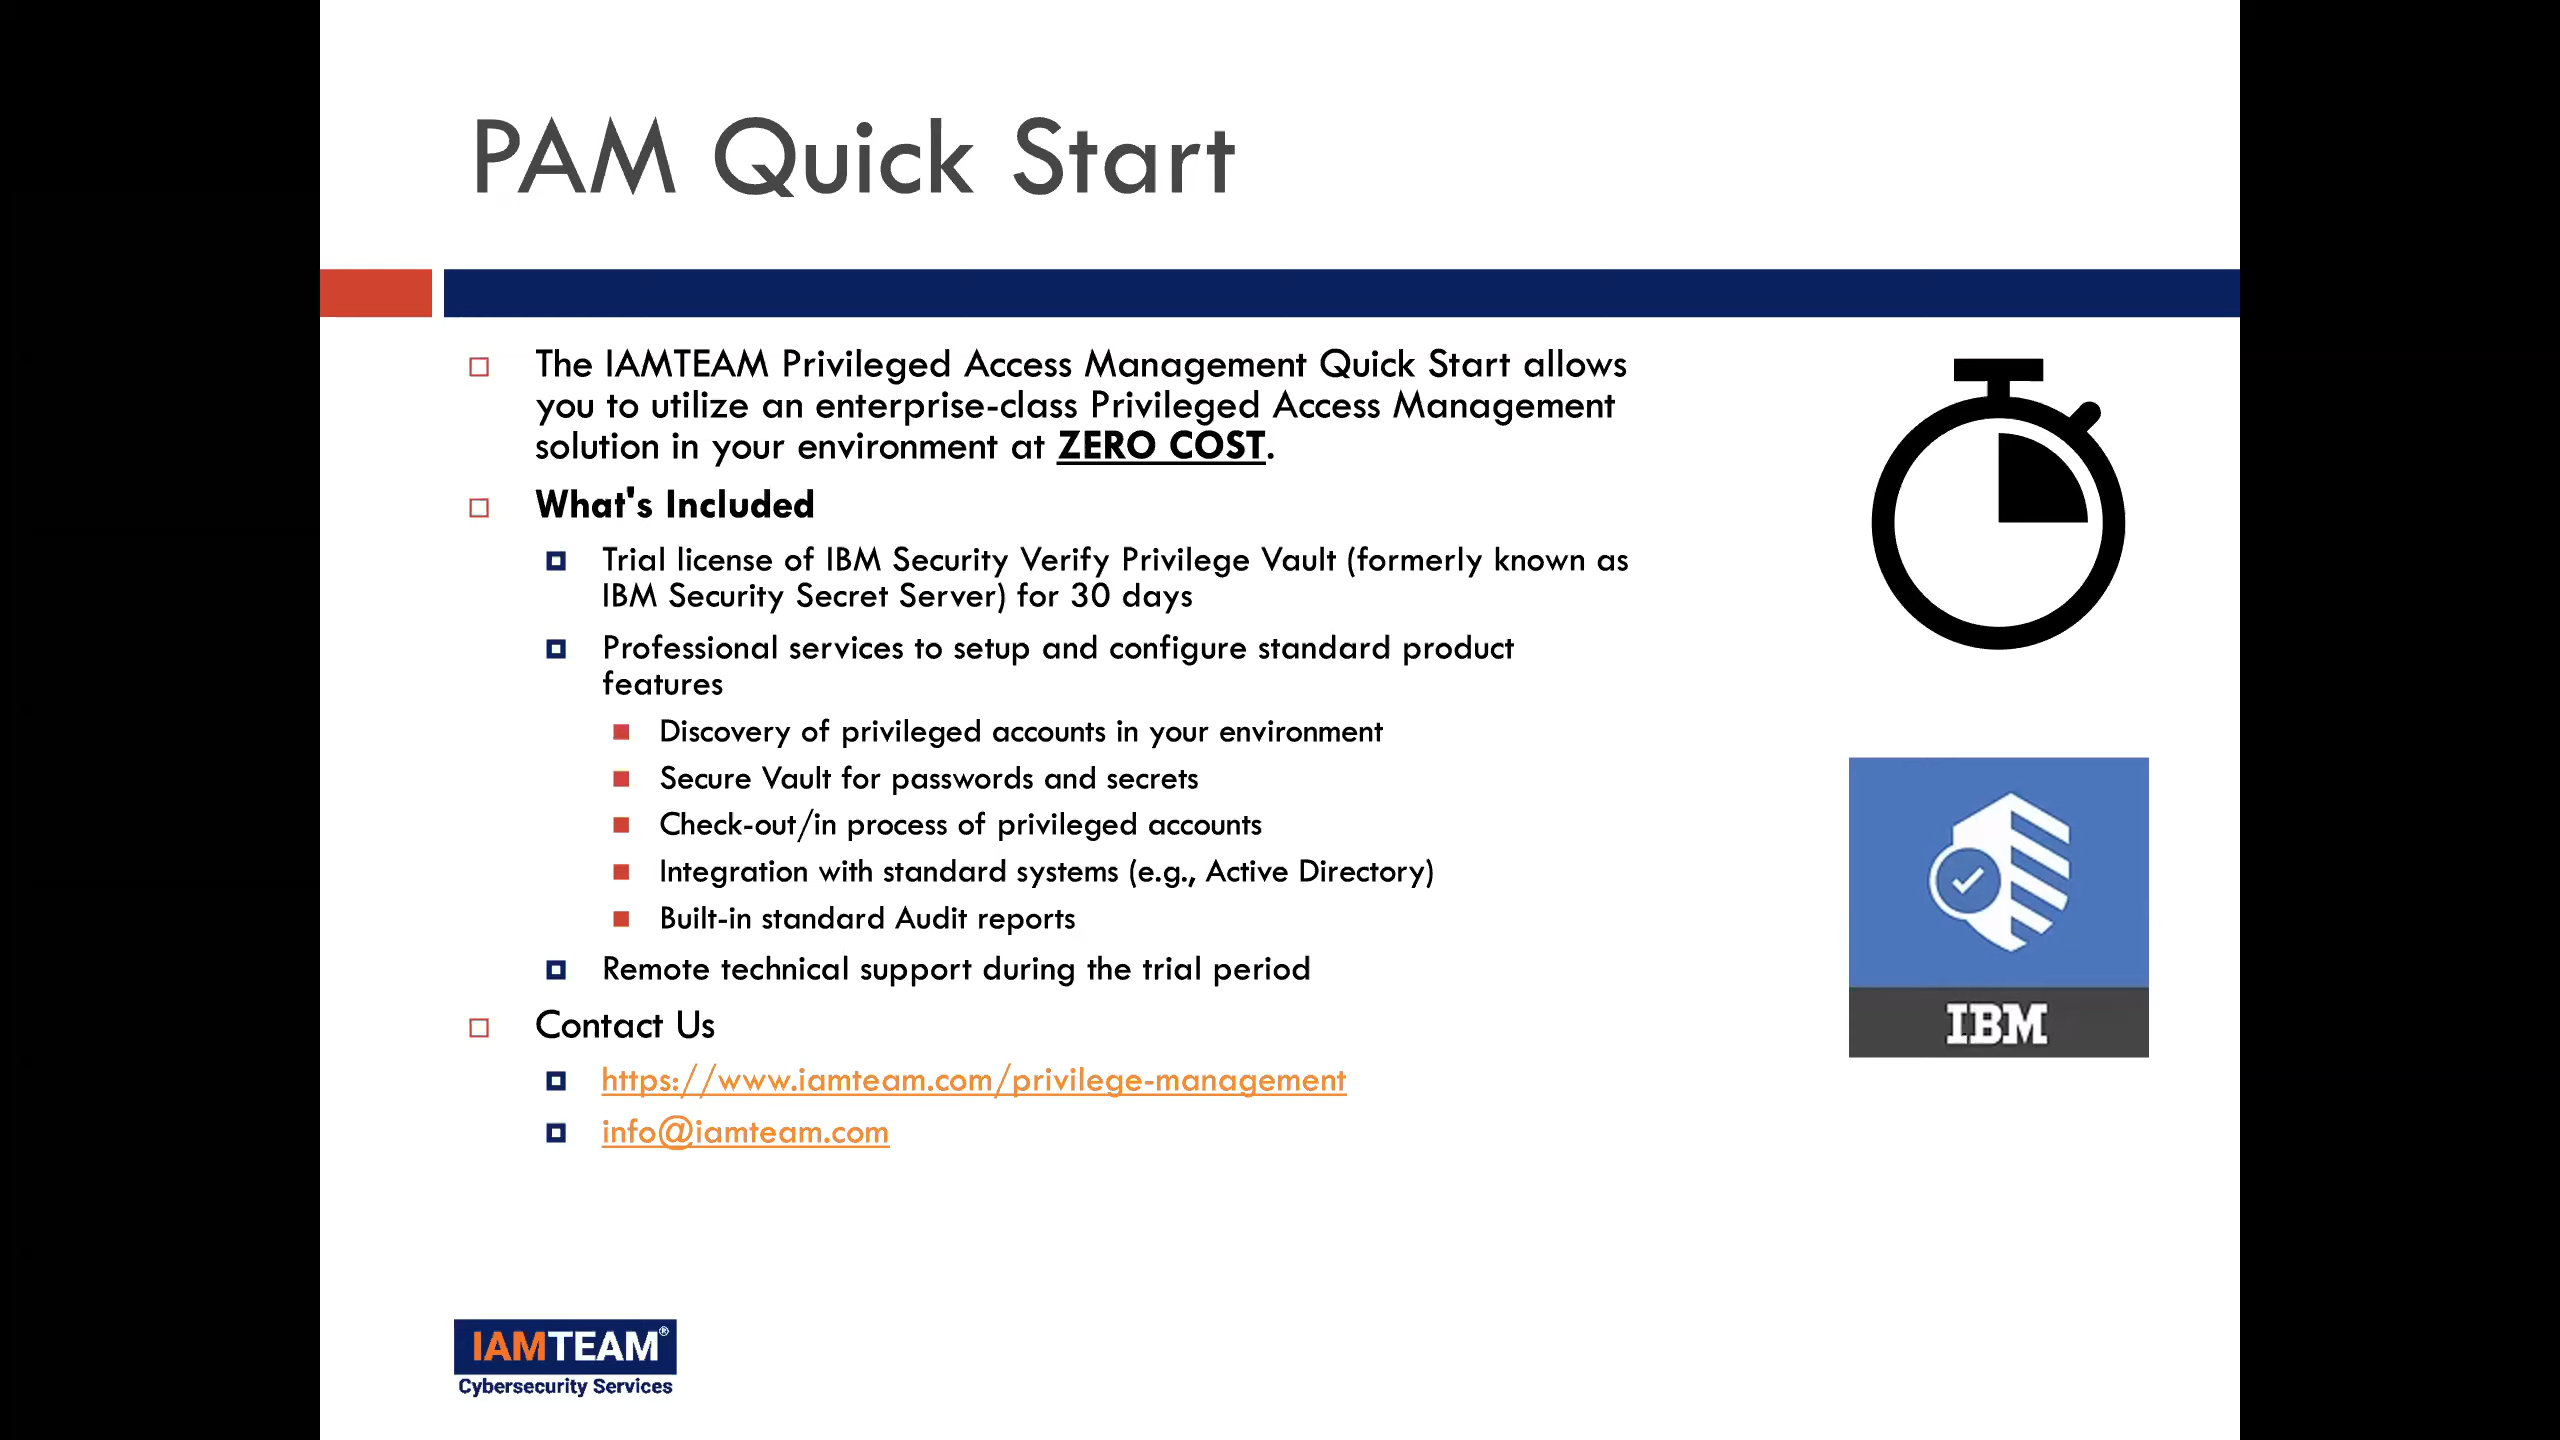 PAM Quick Start
The IAMTEAM Privileged Access Management Quick Start allows
you to utilize an enterprise-class Privileged Access Management
solution in your environment at ZERO COST.
What's Included
Trial license of IBM Security Verify Privilege Vault (formerly known as
IBM Security Secret Server) for 30 days
Professional services to setup and configure standard product
features
Discovery of privileged accounts in your environment
Secure Vault for passwords and secrets
Check-out/in process of privileged accounts
Integration with standard systems (e.g., Active Directory)
Built-in standard Audit reports
Remote technical support during the trial period
Contact Us
https://www.iamteam.com/privilege-management
info@iamteam.com
IBM
IAMTEAM®
Cybersecurity Services